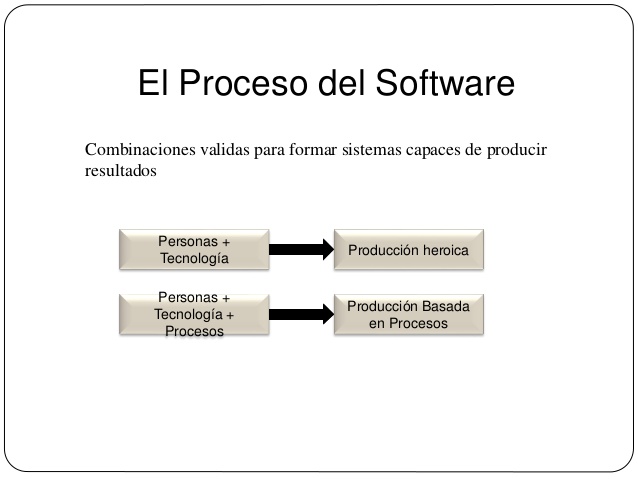 El Proceso del Software
Combinaciones validas para formar sistemas capaces de producir
resultados
Personas +
Tecnología
Producción heroica
Personas +
Tecnología +
Procesos
Producción Basada
en Procesos